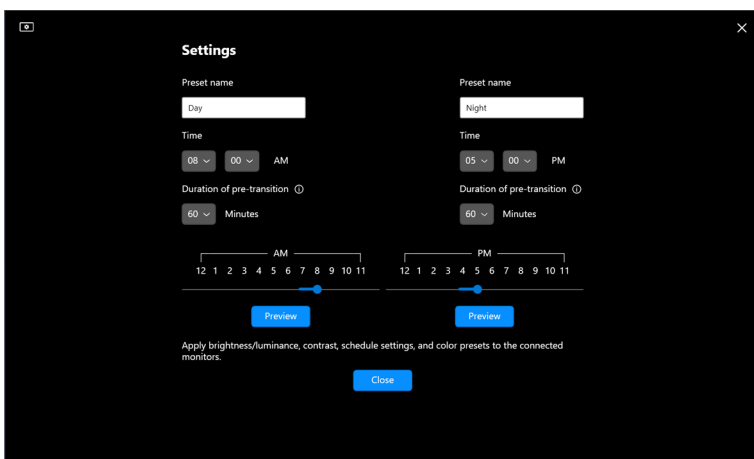 Settings
Preset name
Preset name
Day
Night
Time
Time
08 00 AM
05 00 PM
Duration of pre-transition
Duration of pre-transition
60 Minutes
60 Minutes
AM
PM
12 1 2 3 4 5 6 7 8 9 10 11
12 1 2 3 4 5 6 7 8 9 10 11
Preview
Preview
Apply brightness/luminance, contrast, schedule settings, and color presets to the connected
monitors.
Close